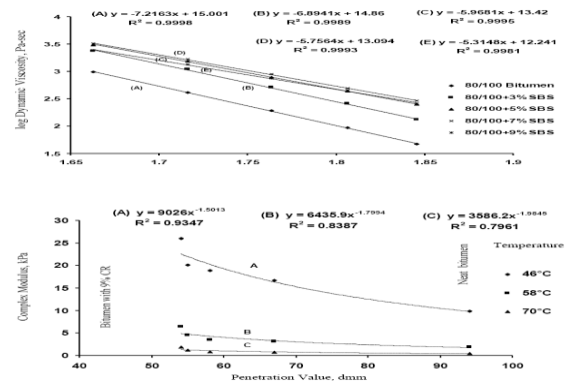 (A) y = -7.2163x + 15.001 (B) y = -6.8941x + 14.86 (C) y = -5.9681x + 13.42
R² = 0.9998 R² = 0.9989 R² = 0.9995
(D) y = -5.7564x + 13.094 (E) y = -5.3148x + 12.241
R² = 0.9993 R² = 0.9981
log Dynamic Viscosity, Pa-sec
4
3.5
3
2.5
2
1.5
(D)
(C)
(E)
(A)
(B)
80/100 Bitumen
80/100+3% SBS
80/100+5% SBS
80/100+7% SBS
80/100+9% SBS
1.65 1.7 1.75 1.8 1.85 1.9
(A) y = 9026x^-1.5013 (B) y = 6435.9x^-1.7994 (C) y = 3586.2x^-1.9849
R² = 0.9347 R² = 0.8387 R² = 0.7961
Complex Modulus, kPa
30
25
20
15
10
5
0
Bitumen with 9% CR
A
B
C
Neat bitumen
Temperature
46°C
58°C
70°C
40 50 60 70 80 90 100
Penetration Value, dmm